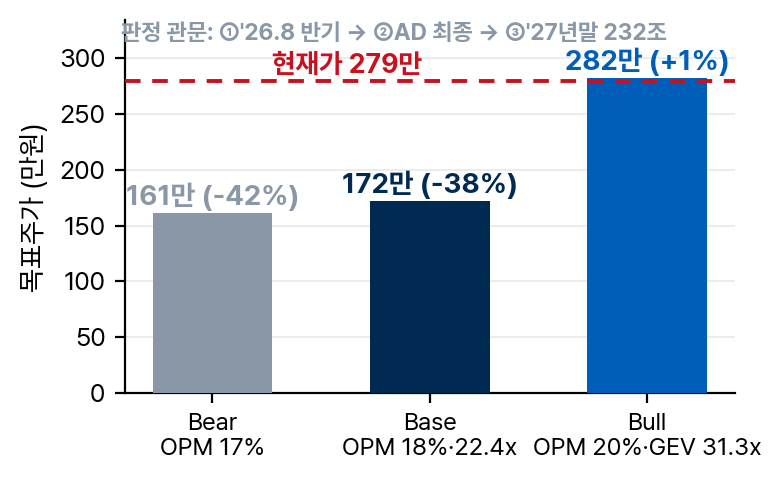 판정 관문: ①'26.8 반기 → ②AD 최종 → ③'27년말 232조
현재가 279만
282만 (+1%)
172만 (-38%)
161만 (-42%)
목표주가 (만원)
300
250
200
150
100
50
0
Bear
OPM 17%
Base
OPM 18%·22.4x
Bull
OPM 20%·GEV 31.3x